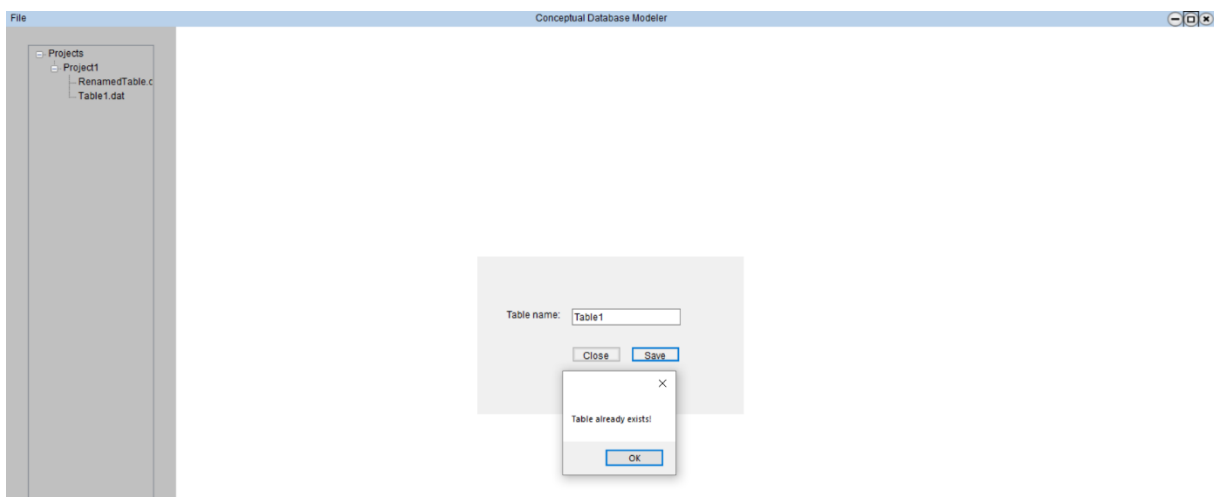 File
Conceptual Database Modeler
Projects
Project1
RenamedTable.c
Table1.dat
Table name:
Table1
Close
Save
Table already exists!
OK